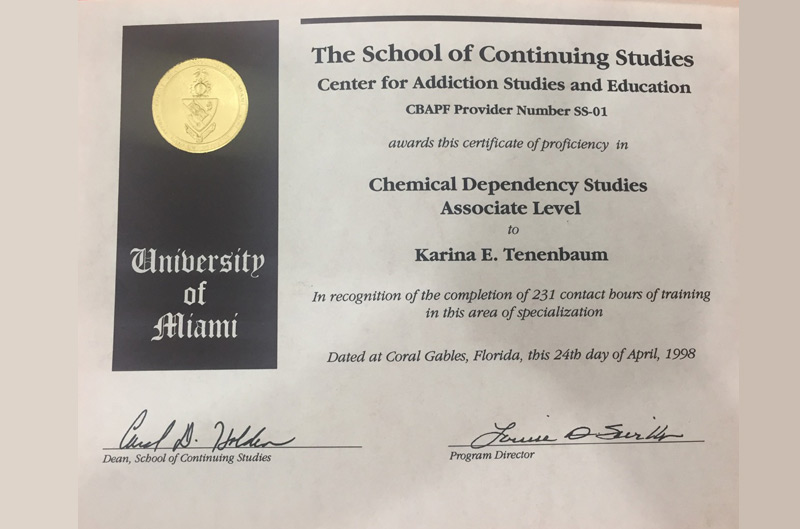 The School of Continuing Studies
Center for Addiction Studies and Education
CBAPF Provider Number SS-01
awards this certificate of proficiency in
Chemical Dependency Studies
Associate Level
to
Karina E. Tenenbaum
In recognition of the completion of 231 contact hours of training
in this area of specialization
Dated at Coral Gables, Florida, this 24th day of April, 1998
University
of
Miami
Carol D. Holden
Dean, School of Continuing Studies
Program Director